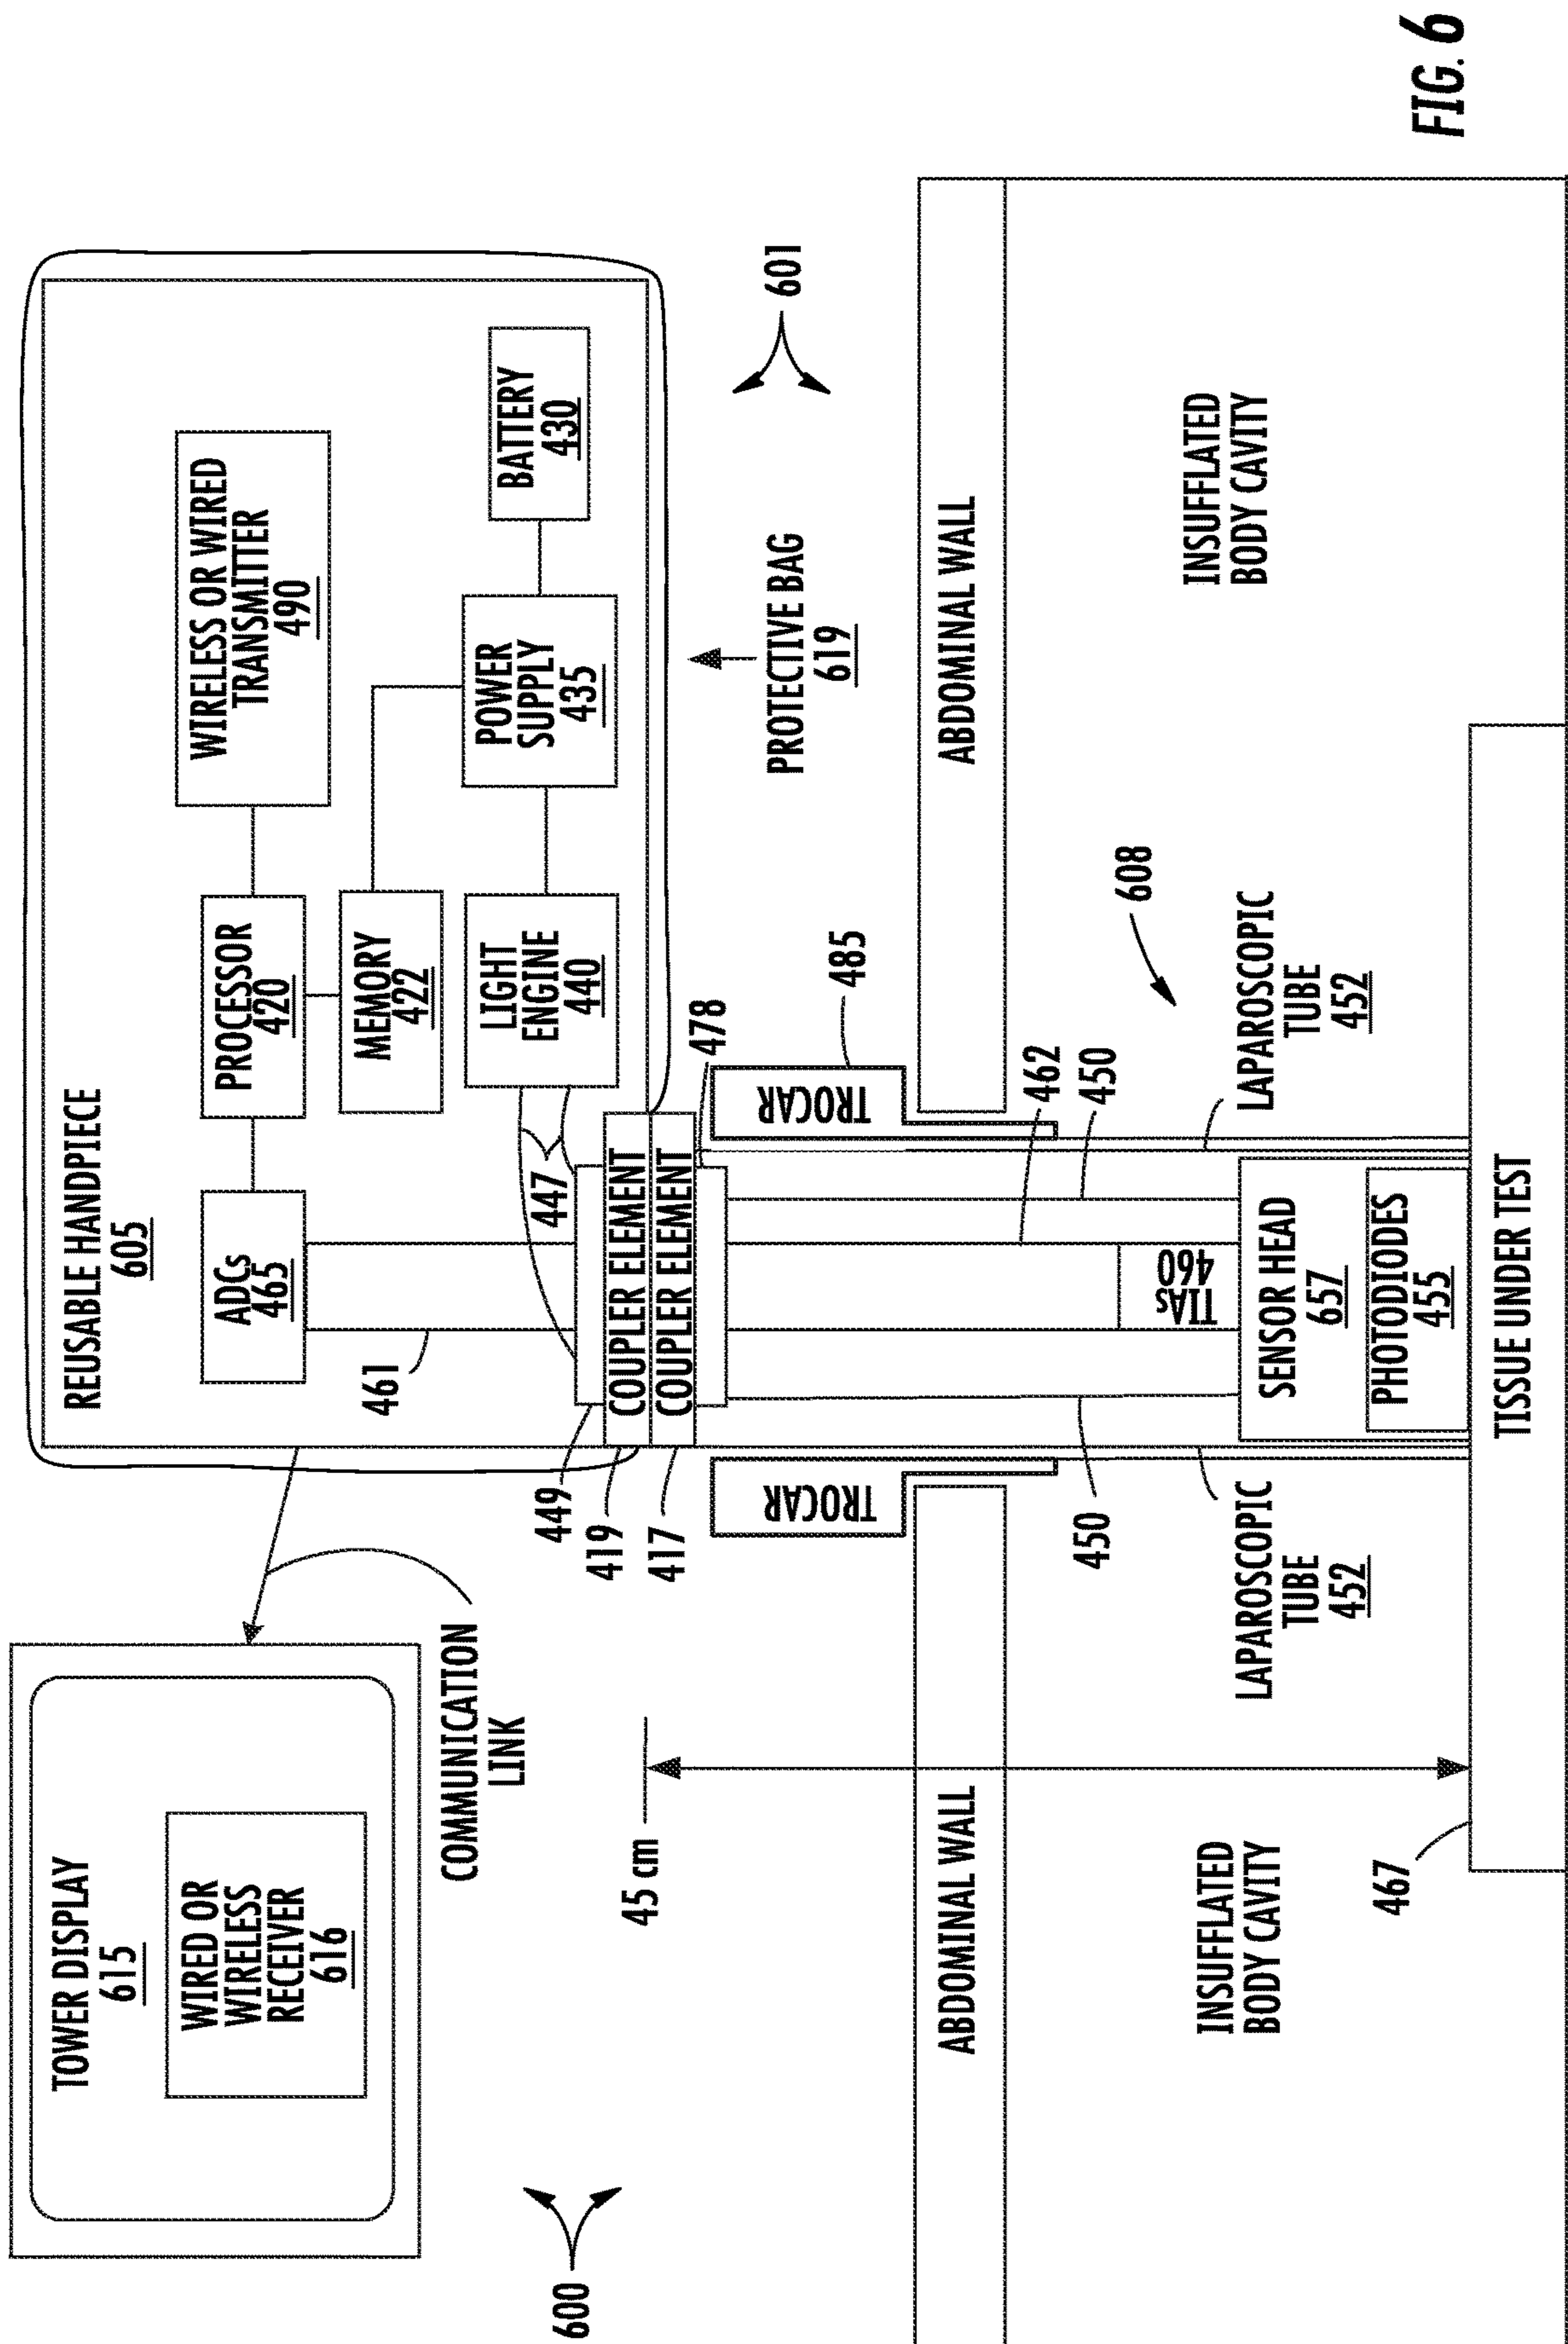 TOWER DISPLAY
615
WIRED OR
WIRELESS
RECEIVER
616
COMMUNICATION
LINK
600
REUSABLE HANDPIECE
605
ADCs
465
PROCESSOR
420
WIRELESS OR WIRED
TRANSMITTER
490
MEMORY
422
LIGHT
ENGINE
440
POWER
SUPPLY
435
BATTERY
430
461
447
449
419
417
COUPLER ELEMENT
COUPLER ELEMENT
478
PROTECTIVE BAG
619
601
45 cm
TROCAR
TROCAR
485
ABDOMINAL WALL
ABDOMINAL WALL
462
450
450
608
TIAs
460
INSUFFLATED
BODY CAVITY
LAPAROSCOPIC
TUBE
452
SENSOR HEAD
657
PHOTODIODES
455
LAPAROSCOPIC
TUBE
452
INSUFFLATED
BODY CAVITY
467
TISSUE UNDER TEST
FIG. 6